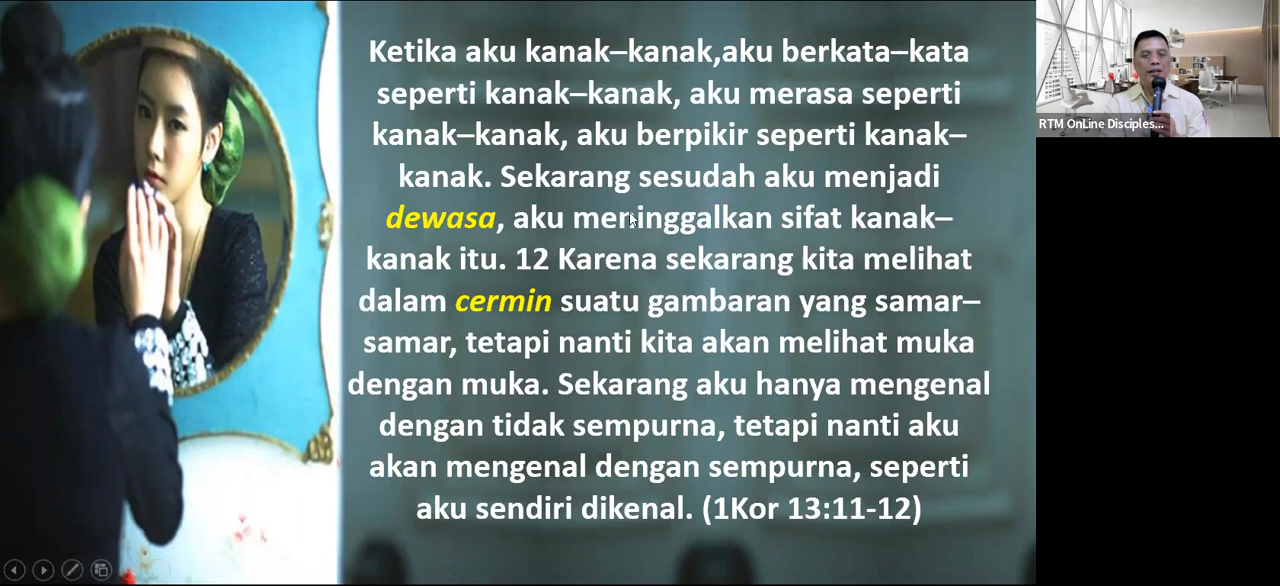 Ketika aku kanak–kanak,aku berkata–kata
seperti kanak–kanak, aku merasa seperti
kanak–kanak, aku berpikir seperti kanak–
kanak. Sekarang sesudah aku menjadi
dewasa, aku meninggalkan sifat kanak–
kanak itu. 12 Karena sekarang kita melihat
dalam cermin suatu gambaran yang samar–
samar, tetapi nanti kita akan melihat muka
dengan muka. Sekarang aku hanya mengenal
dengan tidak sempurna, tetapi nanti aku
akan mengenal dengan sempurna, seperti
aku sendiri dikenal. (1Kor 13:11-12)
RTM OnLine Disciples...